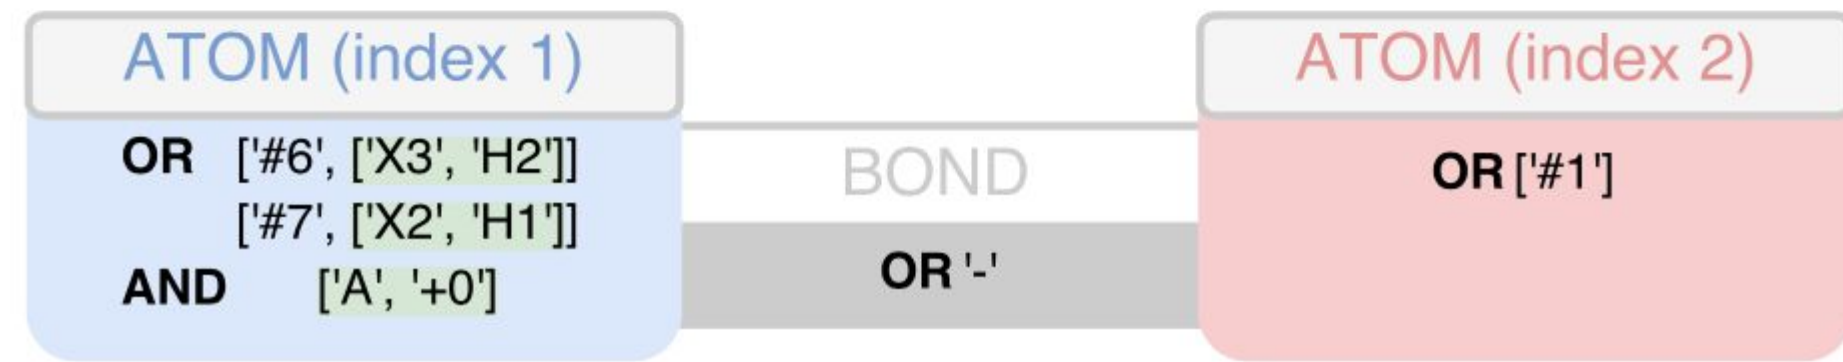 ATOM (index 1)
OR ['#6', ['X3', 'H2']]
['#7', ['X2', 'H1']]
AND ['A', '+0']
BOND
OR '-'
ATOM (index 2)
OR ['#1']